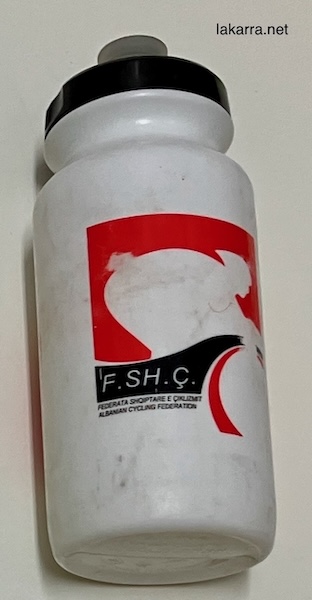 lakarra.net
F.SH.Ç.
FEDERATA SHQIPTARE E ÇIKLIZMIT
ALBANIAN CYCLING FEDERATION